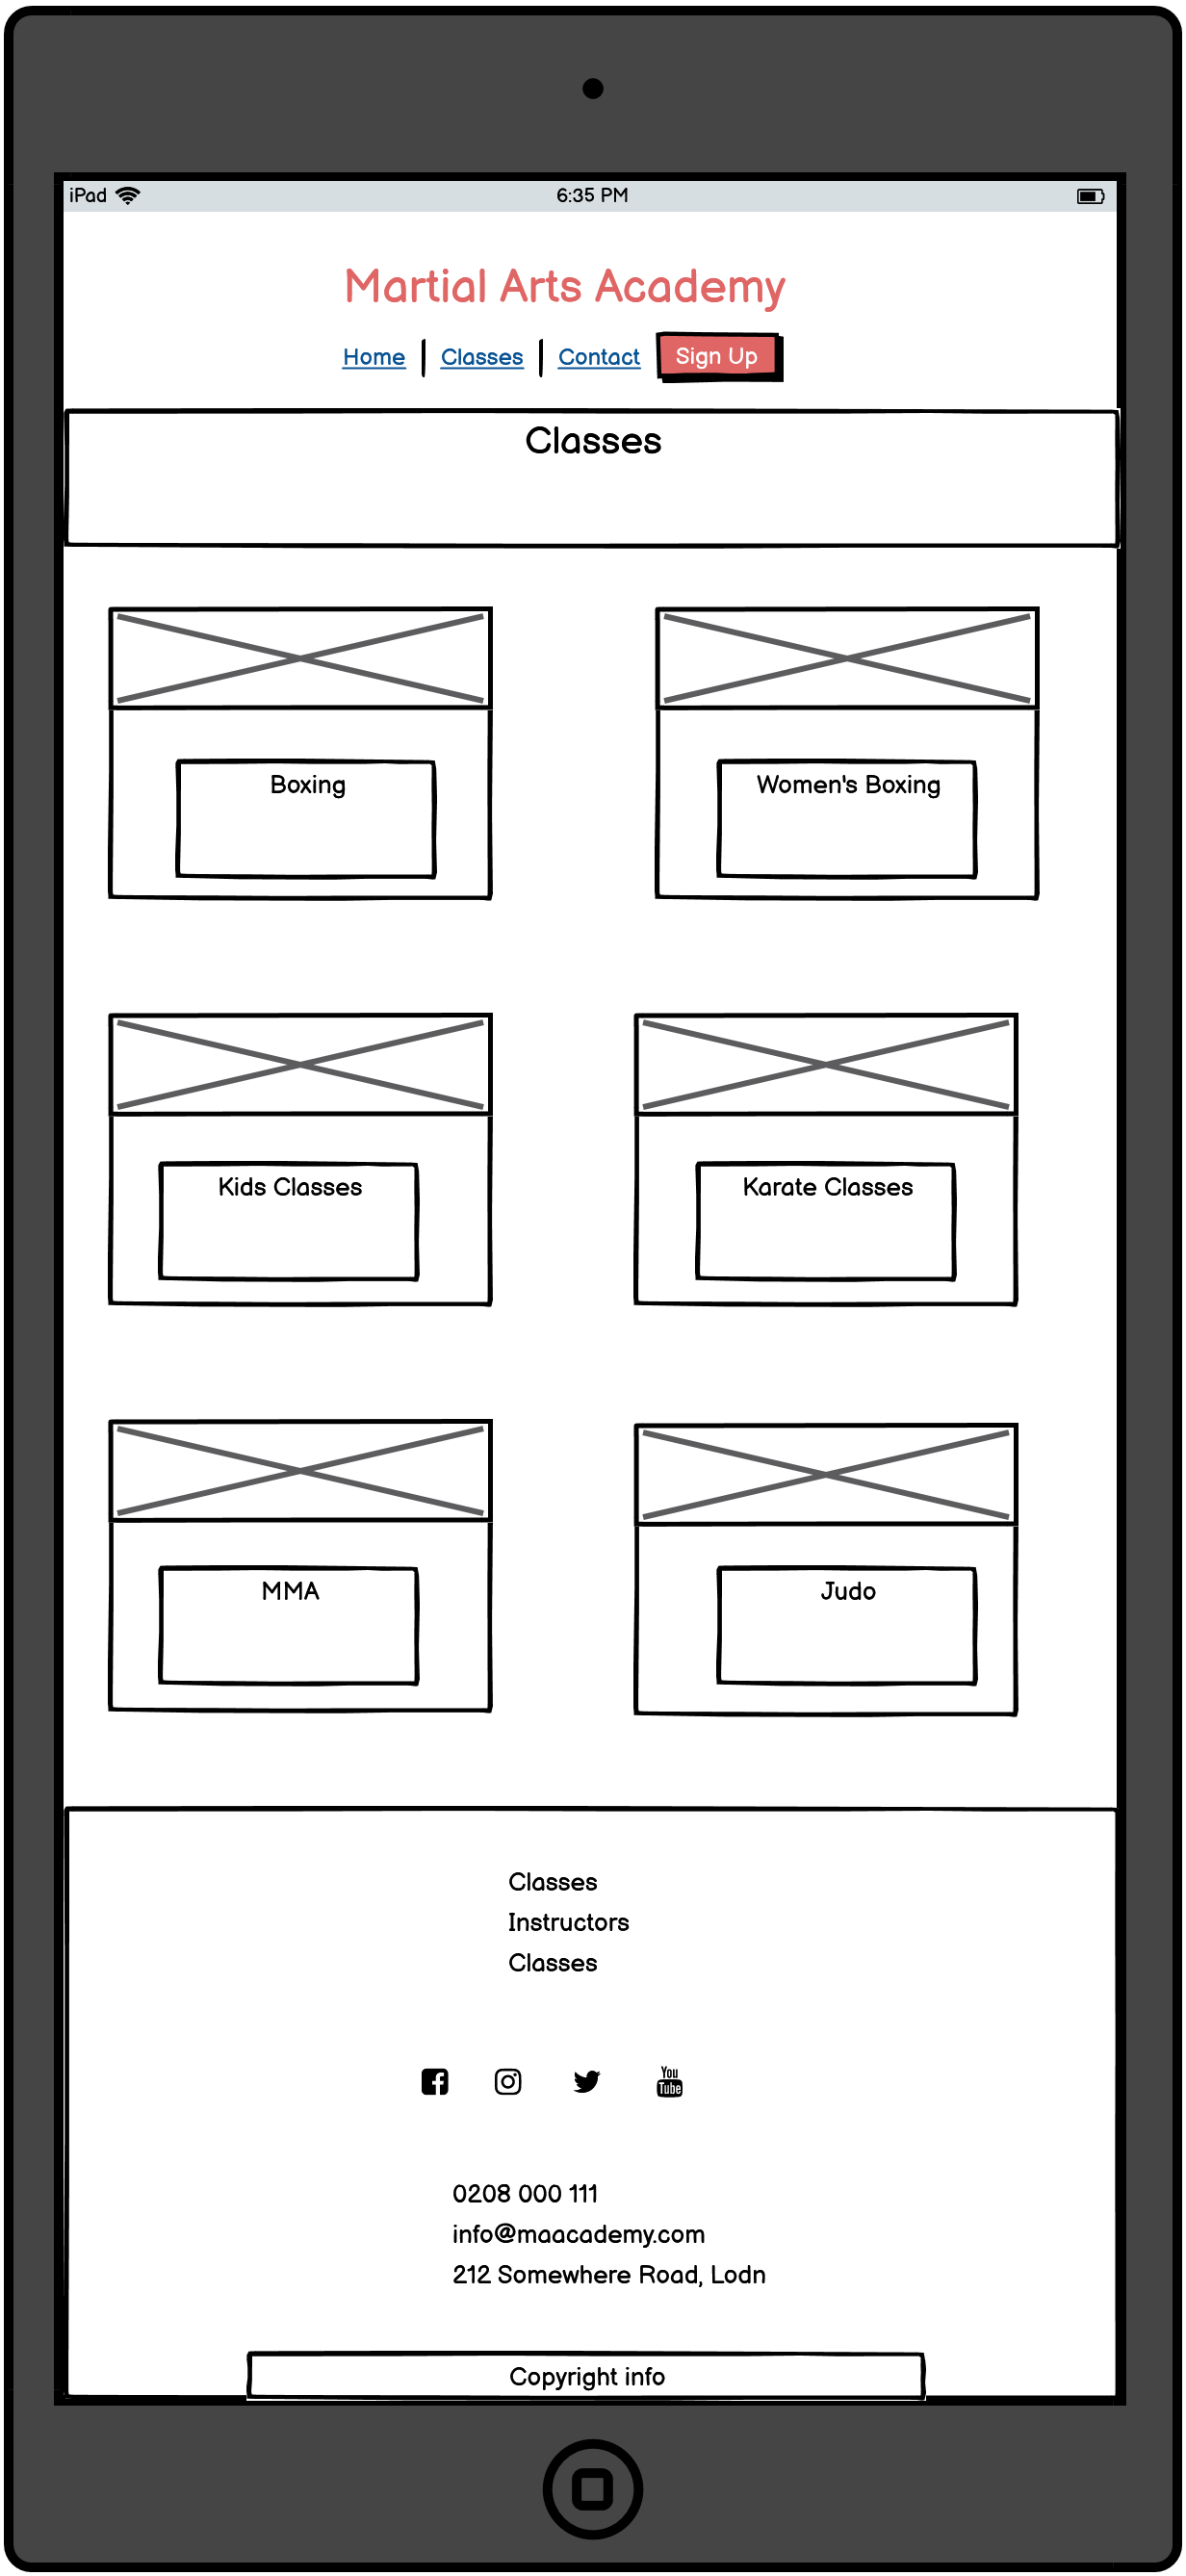 iPad 6:35 PM
Martial Arts Academy
Home Classes Contact Sign Up
Classes
Boxing Women's Boxing
Kids Classes Karate Classes
MMA Judo
Classes
Instructors
Classes
You
Tube
0208 000 111
info@maacademy.com
212 Somewhere Road, Lodn
Copyright info